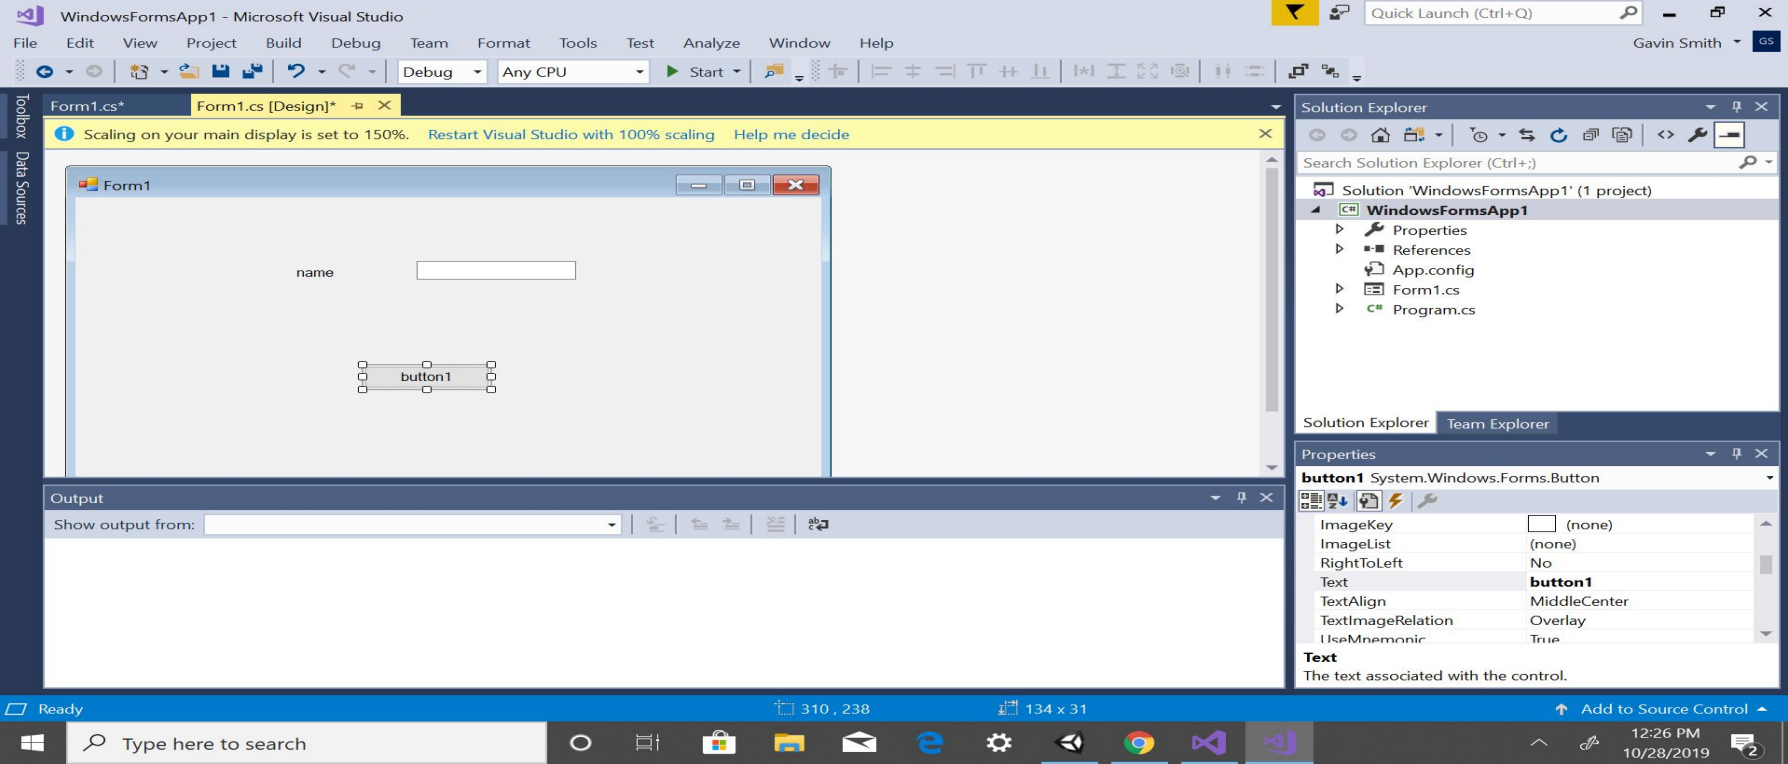 WindowsFormsApp1 - Microsoft Visual Studio
Quick Launch (Ctrl+Q)
File Edit View Project Build Debug Team Format Tools Test Analyze Window Help
Gavin Smith GS
Debug Any CPU Start
Toolbox
Data Sources
Form1.cs* Form1.cs [Design]*
Scaling on your main display is set to 150%. Restart Visual Studio with 100% scaling Help me decide
Form1
name
button1
Output
Show output from:
Solution Explorer
Search Solution Explorer (Ctrl+;)
Solution 'WindowsFormsApp1' (1 project)
C# WindowsFormsApp1
Properties
References
App.config
Form1.cs
C# Program.cs
Solution Explorer Team Explorer
Properties
button1 System.Windows.Forms.Button
ImageKey (none)
ImageList (none)
RightToLeft No
Text button1
TextAlign MiddleCenter
TextImageRelation Overlay
UseMnemonic True
Text
The text associated with the control.
Ready 310 , 238 134 x 31 Add to Source Control
Type here to search
12:26 PM
10/28/2019
2